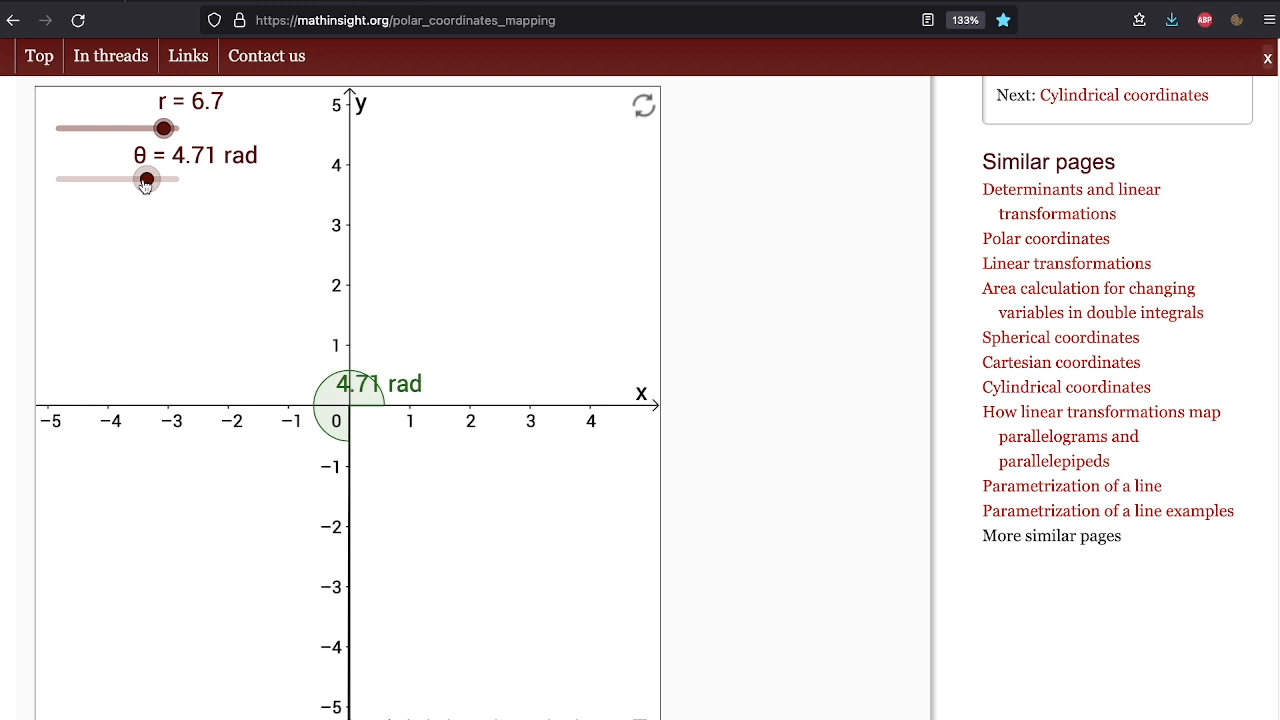 https://mathinsight.org/polar_coordinates_mapping
133%
ABP
Top
In threads
Links
Contact us
x
r = 6.7
θ = 4.71 rad
y
5
4
3
2
1
4.71 rad
x
−5 −4 −3 −2 −1 0 1 2 3 4
−1
−2
−3
−4
−5
Next: Cylindrical coordinates
Similar pages
Determinants and linear
transformations
Polar coordinates
Linear transformations
Area calculation for changing
variables in double integrals
Spherical coordinates
Cartesian coordinates
Cylindrical coordinates
How linear transformations map
parallelograms and
parallelepipeds
Parametrization of a line
Parametrization of a line examples
More similar pages